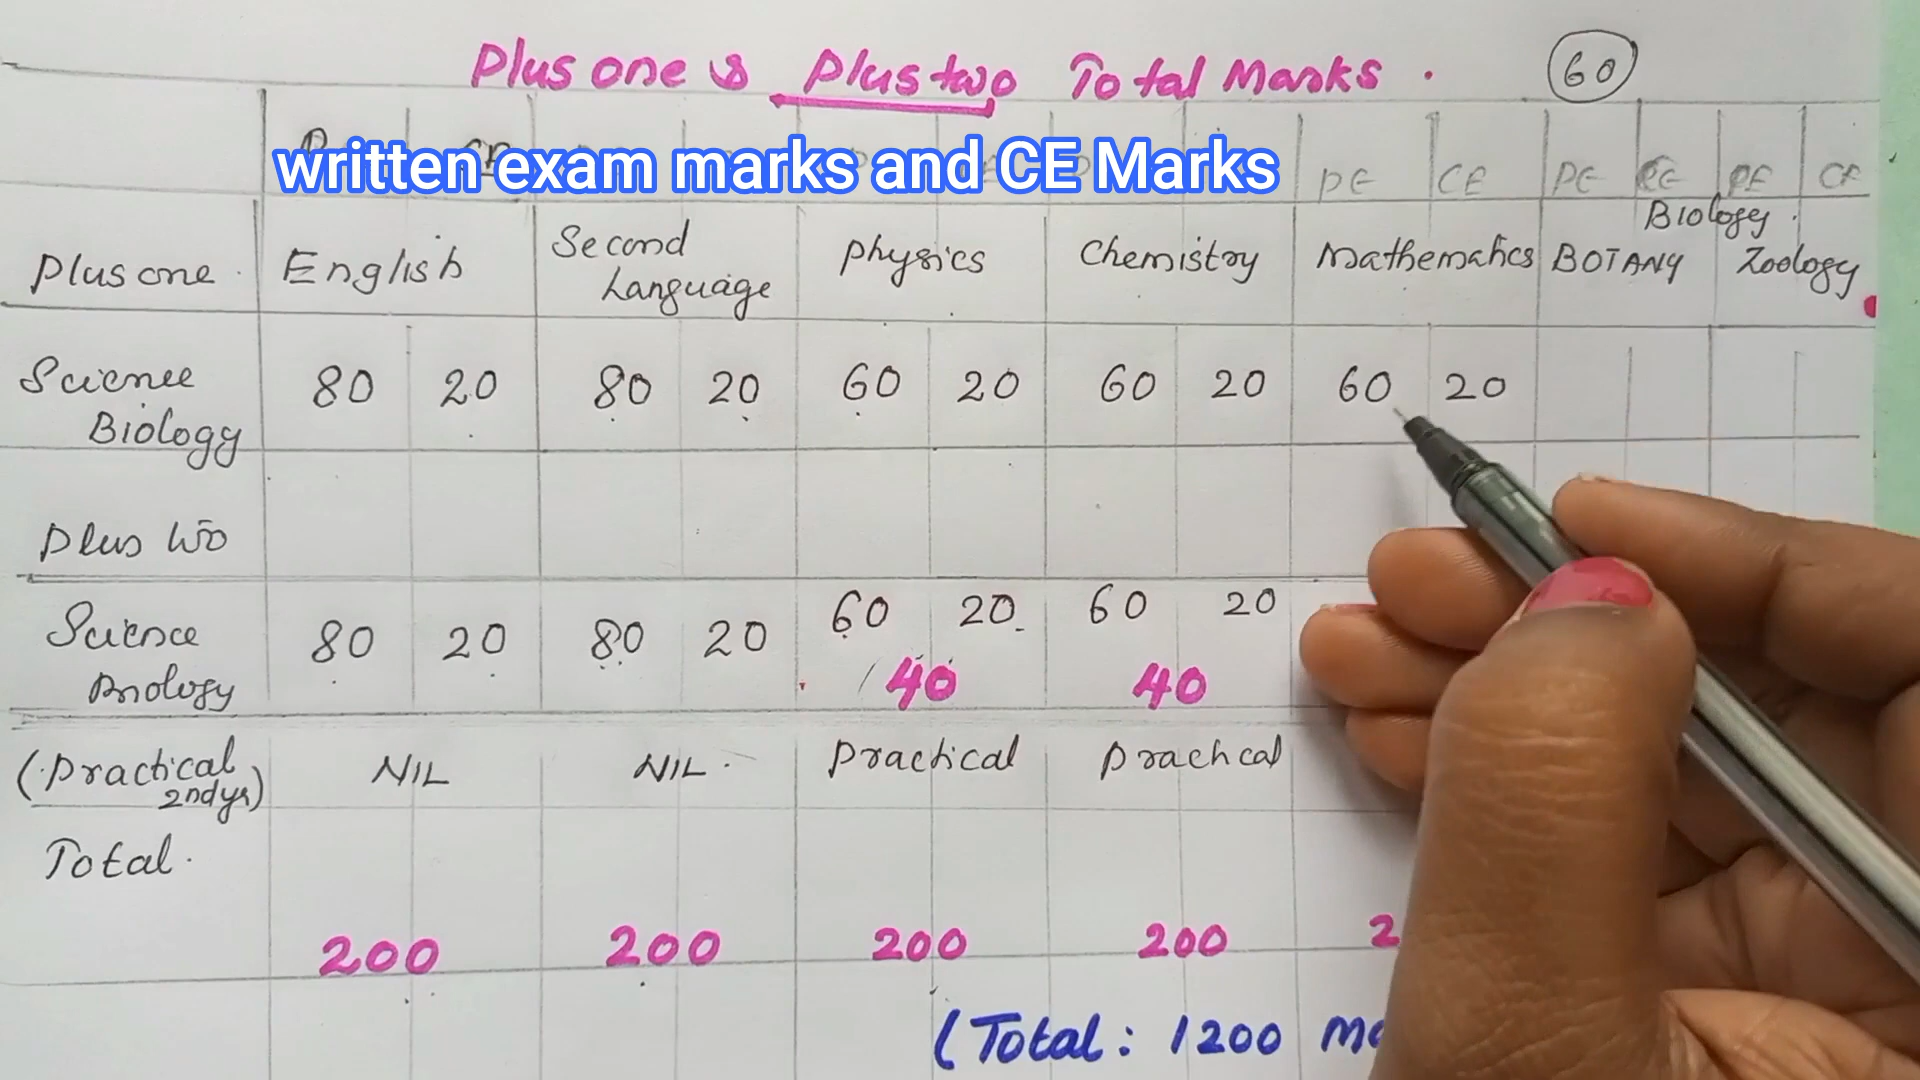 Plus one & Plus two Total Marks. 60
written exam marks and CE Marks
PE CE PE CE PE CE
Biology.
Plus one. English Second Language Physics Chemistry Mathematics BOTANY Zoology
Science Biology 80 20 80 20 60 20 60 20 60 20
Plus two
Science Biology 80 20 80 20 60 20 60 20
40 40
(Practical 2nd yr) NIL NIL. Practical Practical
Total.
200 200 200 200 2
(Total: 1200